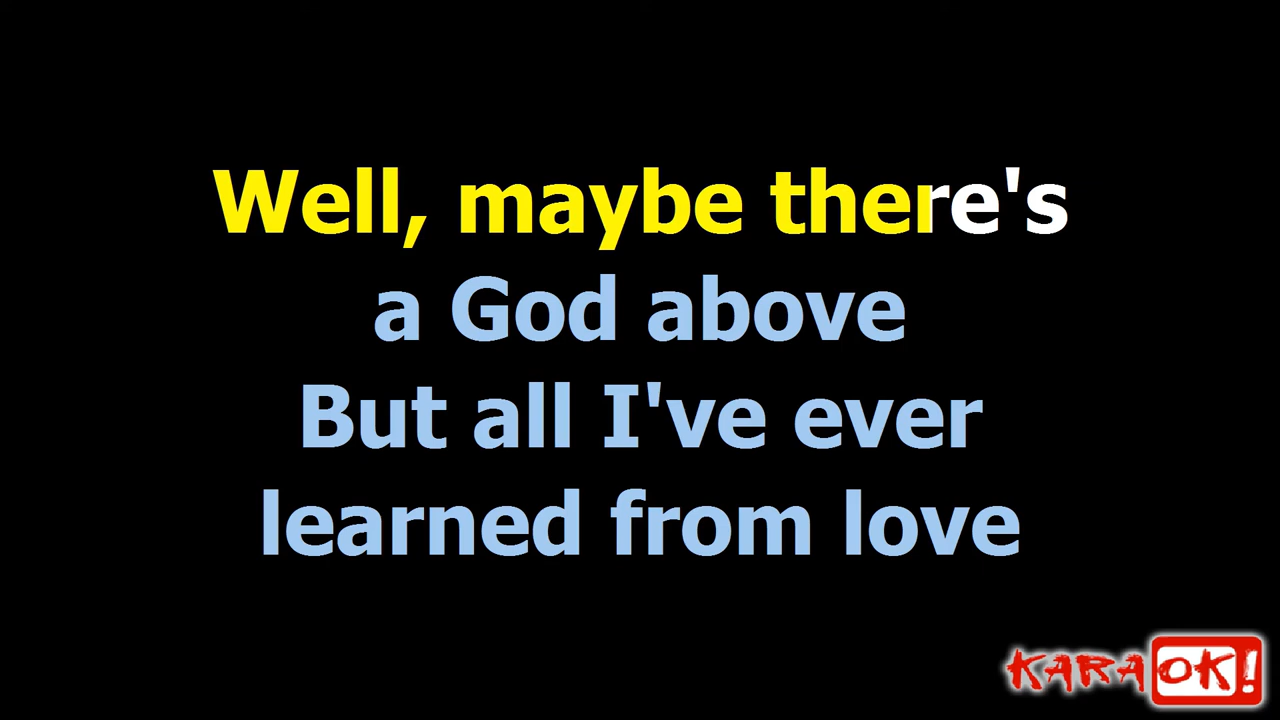 Well, maybe there's
a God above
But all I've ever
learned from love
KARAOK!